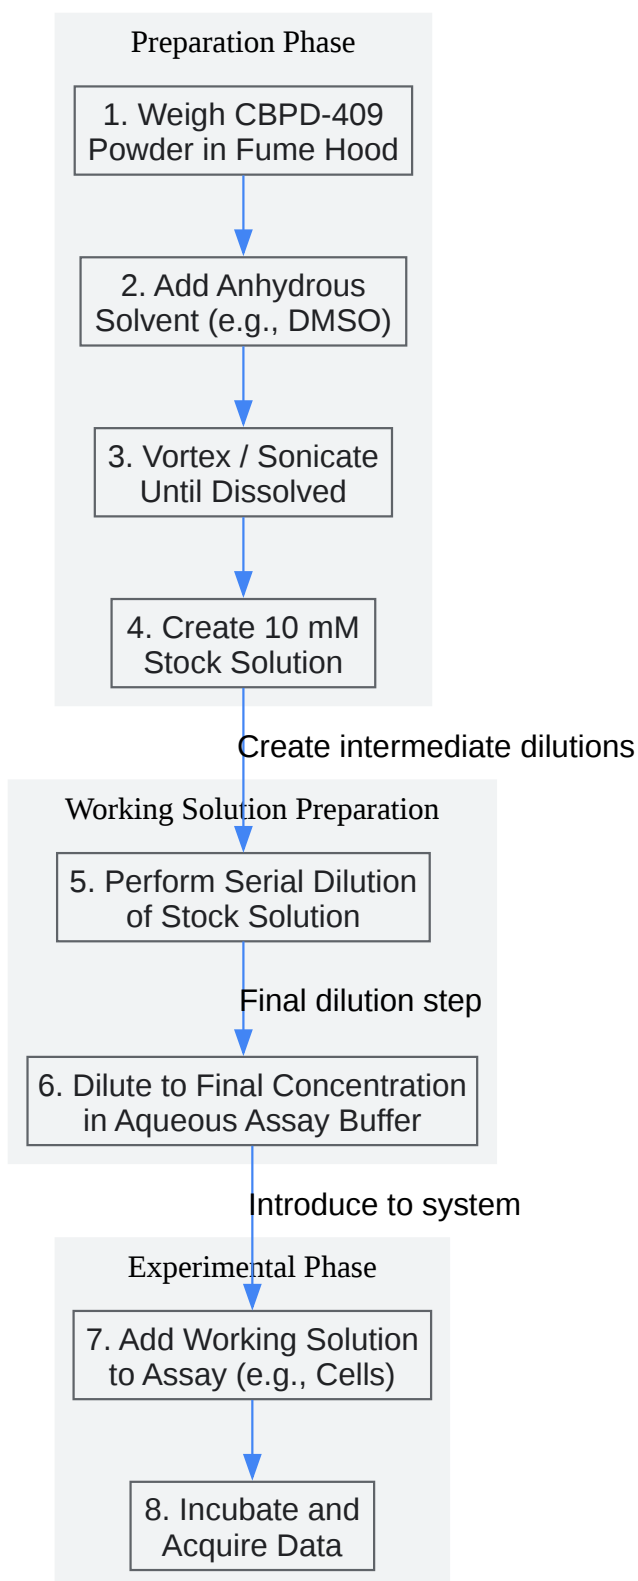 Preparation Phase
1. Weigh CBPD-409
Powder in Fume Hood
2. Add Anhydrous
Solvent (e.g., DMSO)
3. Vortex / Sonicate
Until Dissolved
4. Create 10 mM
Stock Solution
Create intermediate dilutions
Working Solution Preparation
5. Perform Serial Dilution
of Stock Solution
Final dilution step
6. Dilute to Final Concentration
in Aqueous Assay Buffer
Introduce to system
Experimental Phase
7. Add Working Solution
to Assay (e.g., Cells)
8. Incubate and
Acquire Data